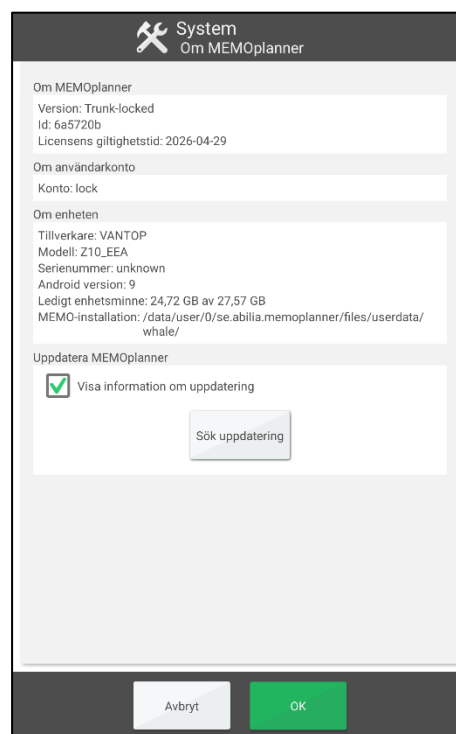 System
Om MEMOplanner
Om MEMOplanner
Version: Trunk-locked
Id: 6a5720b
Licensens giltighetstid: 2026-04-29
Om användarkonto
Konto: lock
Om enheten
Tillverkare: VANTOP
Modell: Z10_EEA
Serienummer: unknown
Android version: 9
Ledigt enhetsminne: 24,72 GB av 27,57 GB
MEMO-installation: /data/user/0/se.abilia.memoplanner/files/userdata/
whale/
Uppdatera MEMOplanner
Visa information om uppdatering
Sök uppdatering
Avbryt
OK